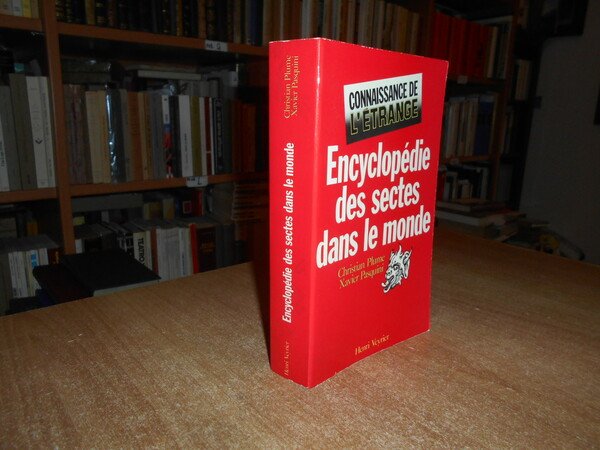 Christian Plume
Xavier Pasquini
Encyclopédie des sectes dans le monde
Henri Veyrier
CONNAISSANCE DE
L'ÉTRANGE
Encyclopédie
des sectes
dans le monde
Christian Plume
Xavier Pasquini
Henri Veyrier